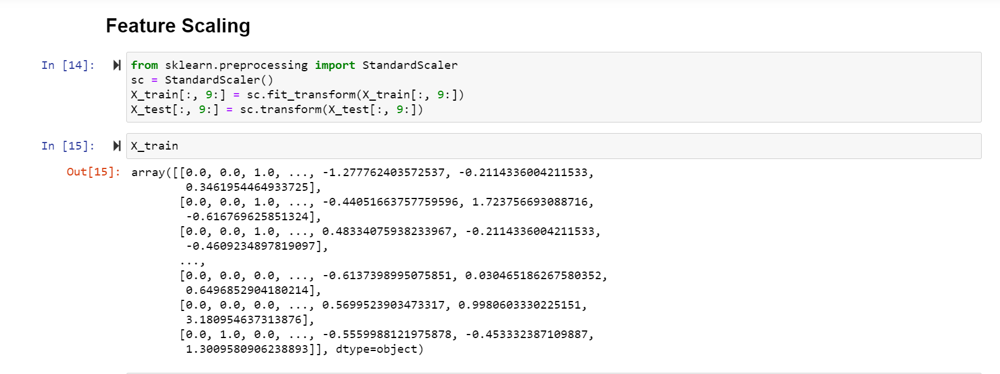 Feature Scaling
In [14]:
from sklearn.preprocessing import StandardScaler
sc = StandardScaler()
X_train[:, 9:] = sc.fit_transform(X_train[:, 9:])
X_test[:, 9:] = sc.transform(X_test[:, 9:])
In [15]:
X_train
Out[15]:
array([[0.0, 0.0, 1.0, ..., -1.277762403572537, -0.2114336004211533,
0.3461954464933725],
[0.0, 0.0, 1.0, ..., -0.44051663757759596, 1.723756693088716,
-0.616769625851324],
[0.0, 0.0, 1.0, ..., 0.48334075938233967, -0.2114336004211533,
-0.4609234897819097],
...,
[0.0, 0.0, 0.0, ..., -0.6137398995075851, 0.030465186267580352,
0.6496852904180214],
[0.0, 0.0, 0.0, ..., 0.5699523903473317, 0.9980603330225151,
3.180954637313876],
[0.0, 1.0, 0.0, ..., -0.5559988121975878, -0.453332387109887,
1.3009580906238893]], dtype=object)